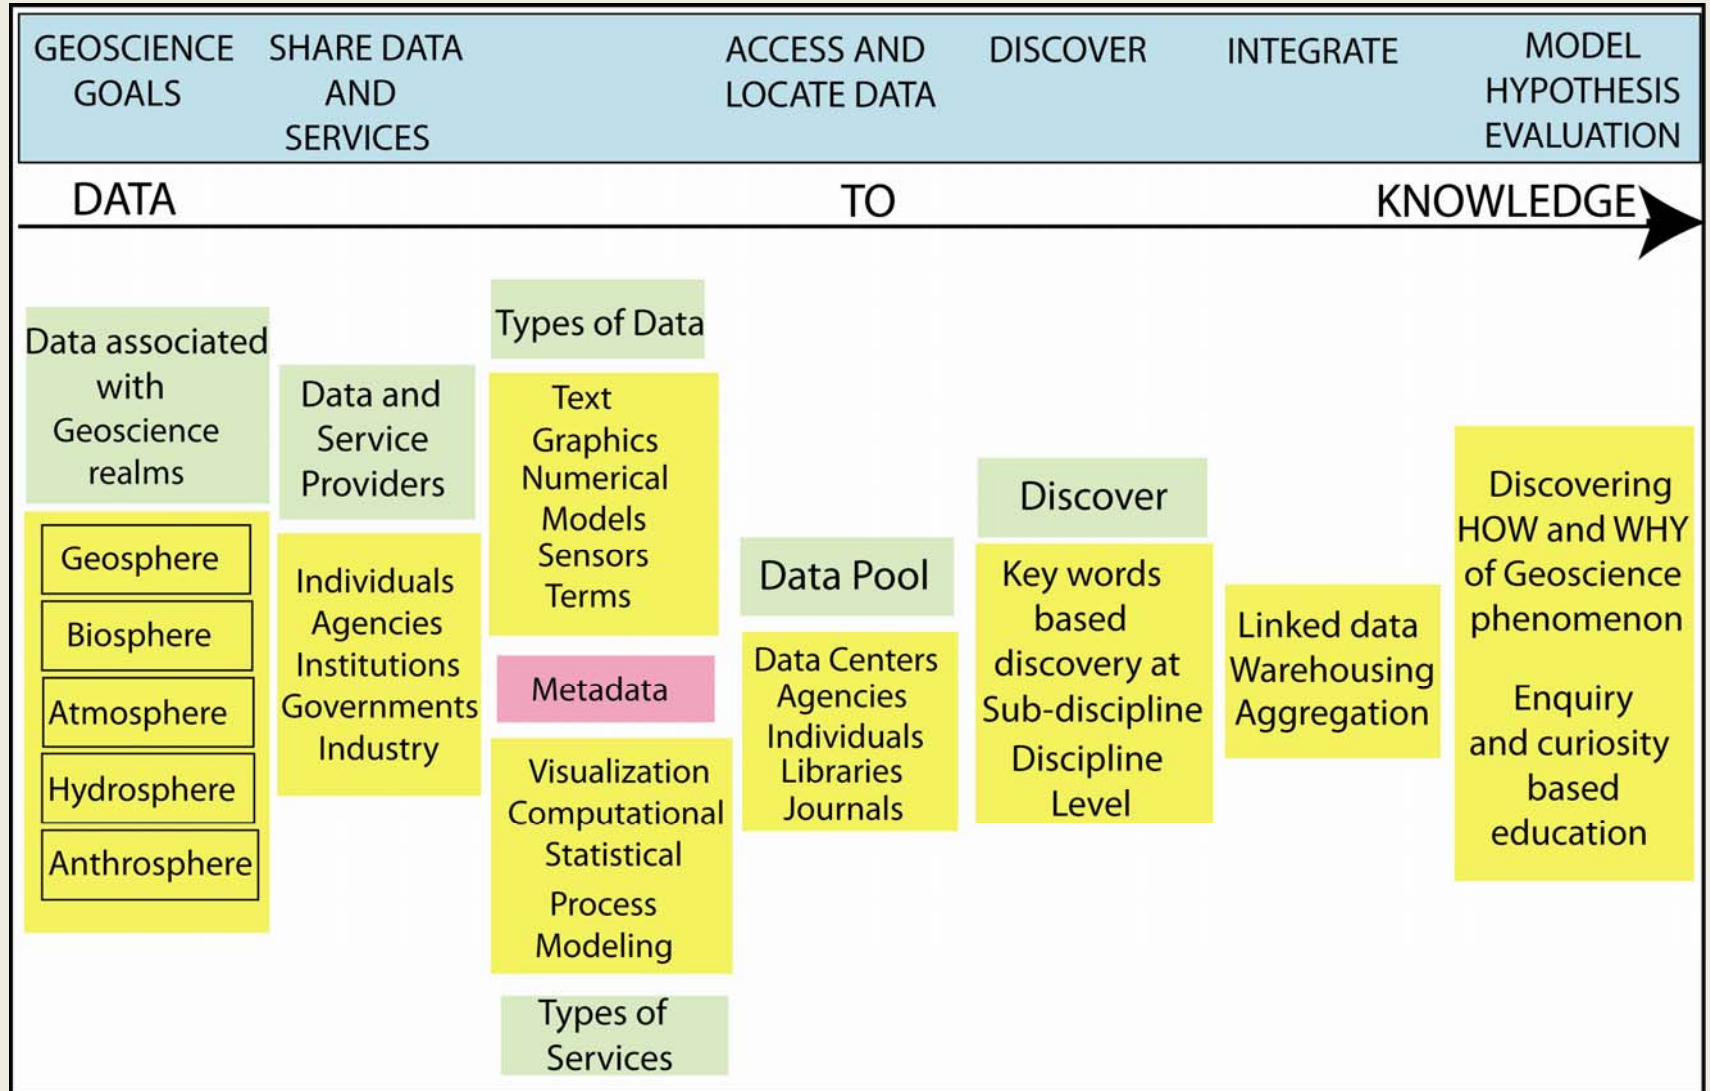 GEOSCIENCE
GOALS
SHARE DATA
AND
SERVICES
ACCESS AND
LOCATE DATA
DISCOVER
INTEGRATE
MODEL
HYPOTHESIS
EVALUATION
DATA
TO
KNOWLEDGE
Data associated
with
Geoscience
realms
Geosphere
Biosphere
Atmosphere
Hydrosphere
Anthrosphere
Data and
Service
Providers
Individuals
Agencies
Institutions
Governments
Industry
Types of Data
Text
Graphics
Numerical
Models
Sensors
Terms
Metadata
Visualization
Computational
Statistical
Process
Modeling
Types of
Services
Data Pool
Data Centers
Agencies
Individuals
Libraries
Journals
Discover
Key words
based
discovery at
Sub-discipline
Discipline
Level
Linked data
Warehousing
Aggregation
Discovering
HOW and WHY
of Geoscience
phenomenon
Enquiry
and curiosity
based
education